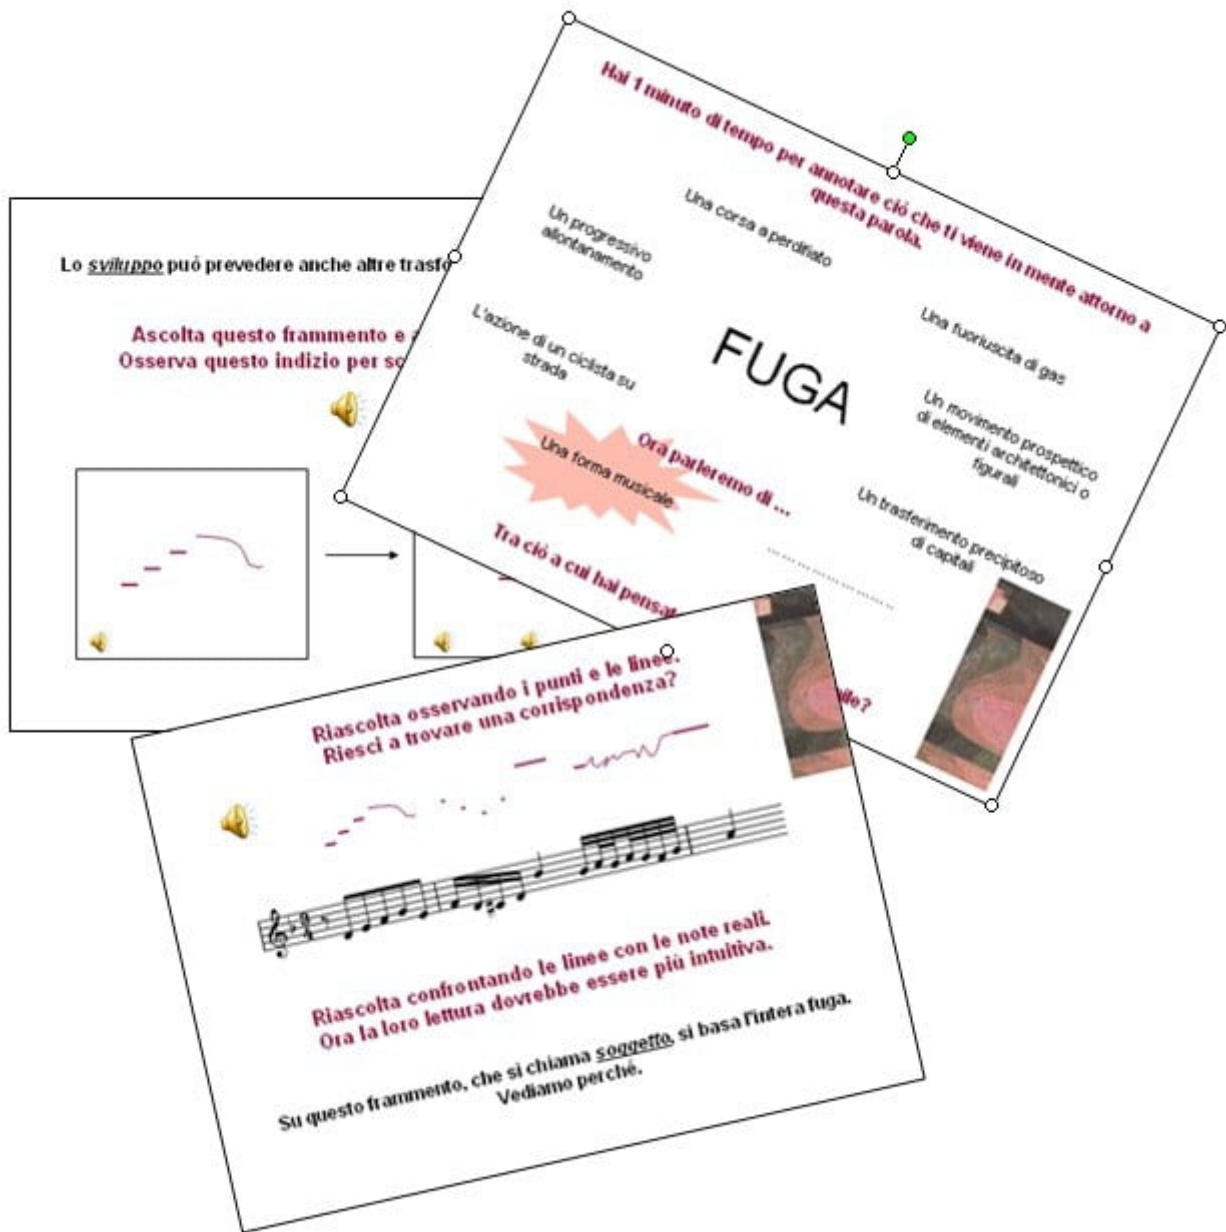 Hai 1 minuto di tempo per annotare ciò che ti viene in mente attorno a
questa parola.
Una corsa a perdifiato
Un progressivo
allontanamento
Una fuoriuscita di gas
L'azione di un ciclista su
strada
FUGA
Un movimento prospettico
di elementi architettonici o
figurali
Ora parleremo di ...
Una forma musicale
Un trasferimento precipitoso
di capitali
Tra ciò a cui hai
Lo sviluppo può prevedere anche altre
Ascolta questo frammento e
Osserva questo indizio per
Riascolta osservando i punti e le linee.
Riesci a trovare una corrispondenza?
Riascolta confrontando le linee con le note reali.
Ora la loro lettura dovrebbe essere più intuitiva.
Su questo frammento, che si chiama soggetto, si basa l'intera fuga.
Vediamo perché.